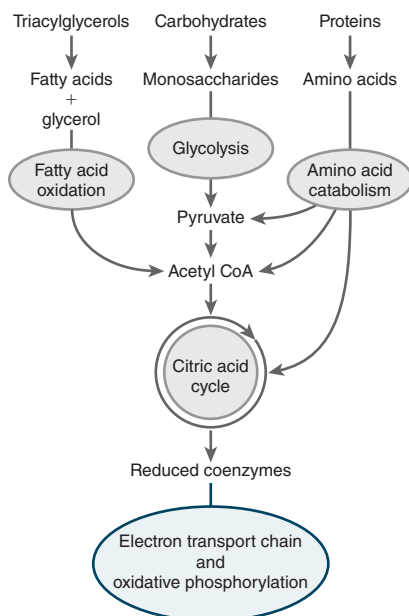 Triacylglycerols
Carbohydrates
Proteins
Fatty acids
+
glycerol
Monosaccharides
Amino acids
Glycolysis
Fatty acid
oxidation
Amino acid
catabolism
Pyruvate
Acetyl CoA
Citric acid
cycle
Reduced coenzymes
Electron transport chain
and
oxidative phosphorylation